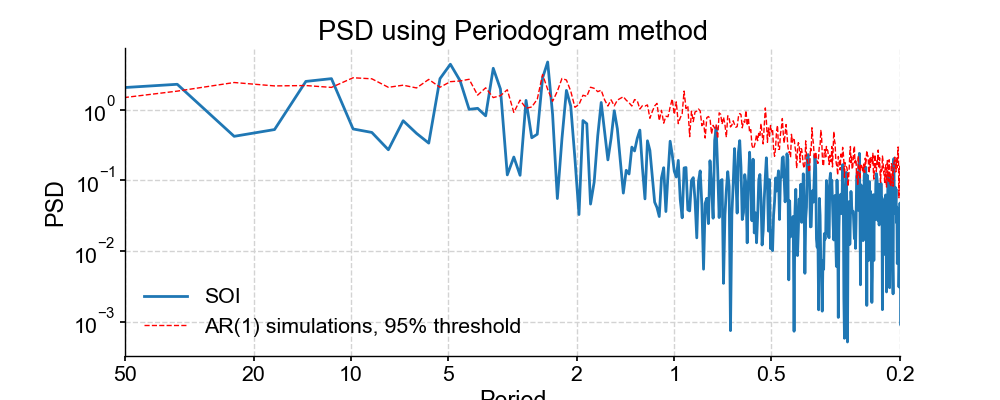 PSD using Periodogram method
PSD
10^0
10^−1
10^−2
10^−3
SOI
AR(1) simulations, 95% threshold
50 20 10 5 2 1 0.5 0.2
Period